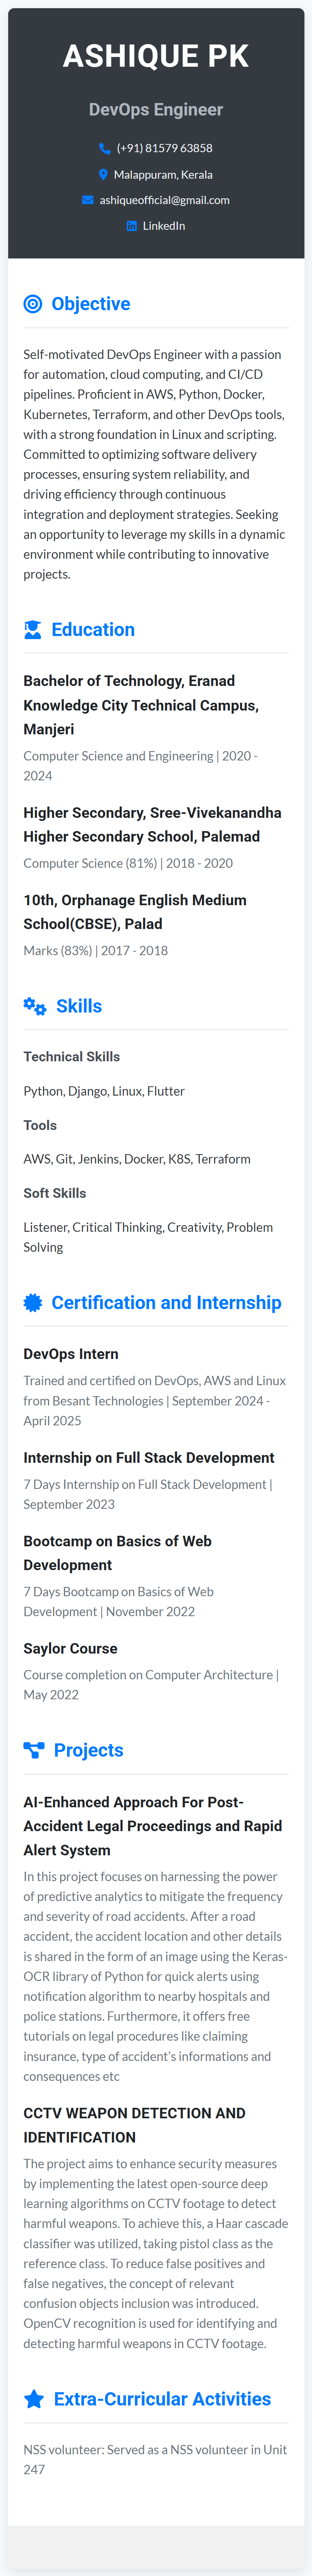 ASHIQUE PK
DevOps Engineer
(+91) 81579 63858
Malappuram, Kerala
ashiqueofficial@gmail.com
LinkedIn
Objective
Self-motivated DevOps Engineer with a passion
for automation, cloud computing, and CI/CD
pipelines. Proficient in AWS, Python, Docker,
Kubernetes, Terraform, and other DevOps tools,
with a strong foundation in Linux and scripting.
Committed to optimizing software delivery
processes, ensuring system reliability, and
driving efficiency through continuous
integration and deployment strategies. Seeking
an opportunity to leverage my skills in a dynamic
environment while contributing to innovative
projects.
Education
Bachelor of Technology, Eranad
Knowledge City Technical Campus,
Manjeri
Computer Science and Engineering | 2020 -
2024
Higher Secondary, Sree-Vivekanandha
Higher Secondary School, Palemad
Computer Science (81%) | 2018 - 2020
10th, Orphanage English Medium
School(CBSE), Palad
Marks (83%) | 2017 - 2018
Skills
Technical Skills
Python, Django, Linux, Flutter
Tools
AWS, Git, Jenkins, Docker, K8S, Terraform
Soft Skills
Listener, Critical Thinking, Creativity, Problem
Solving
Certification and Internship
DevOps Intern
Trained and certified on DevOps, AWS and Linux
from Besant Technologies | September 2024 -
April 2025
Internship on Full Stack Development
7 Days Internship on Full Stack Development |
September 2023
Bootcamp on Basics of Web
Development
7 Days Bootcamp on Basics of Web
Development | November 2022
Saylor Course
Course completion on Computer Architecture |
May 2022
Projects
AI-Enhanced Approach For Post-
Accident Legal Proceedings and Rapid
Alert System
In this project focuses on harnessing the power
of predictive analytics to mitigate the frequency
and severity of road accidents. After a road
accident, the accident location and other details
is shared in the form of an image using the Keras-
OCR library of Python for quick alerts using
notification algorithm to nearby hospitals and
police stations. Furthermore, it offers free
tutorials on legal procedures like claiming
insurance, type of accident's informations and
consequences etc
CCTV WEAPON DETECTION AND
IDENTIFICATION
The project aims to enhance security measures
by implementing the latest open-source deep
learning algorithms on CCTV footage to detect
harmful weapons. To achieve this, a Haar cascade
classifier was utilized, taking pistol class as the
reference class. To reduce false positives and
false negatives, the concept of relevant
confusion objects inclusion was introduced.
OpenCV recognition is used for identifying and
detecting harmful weapons in CCTV footage.
Extra-Curricular Activities
NSS volunteer: Served as a NSS volunteer in Unit
247